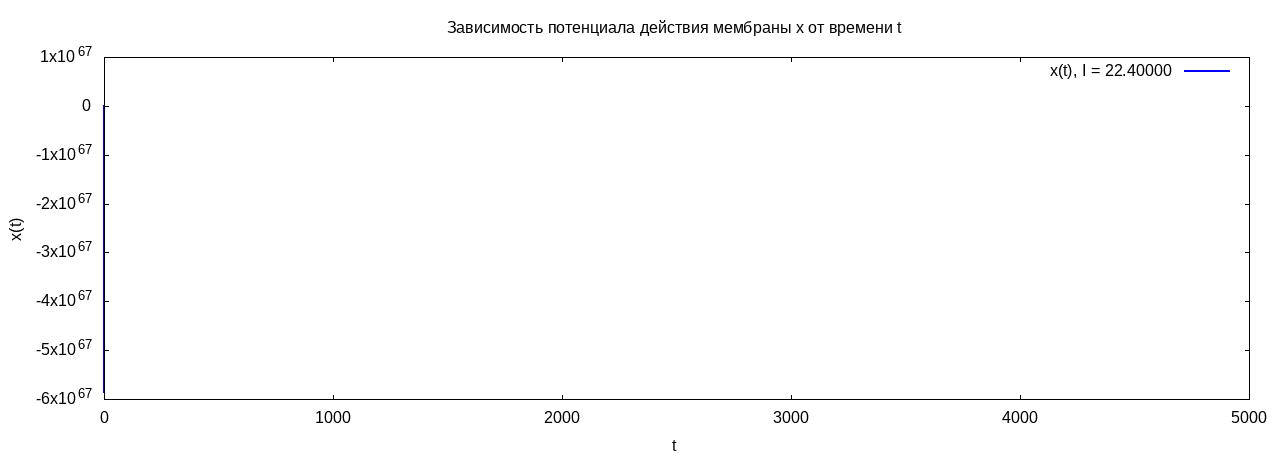 Зависимость потенциала действия мембраны x от времени t
x(t), I = 22.40000
1x10^67
0
-1x10^67
-2x10^67
-3x10^67
-4x10^67
-5x10^67
-6x10^67
x(t)
0 1000 2000 3000 4000 5000
t